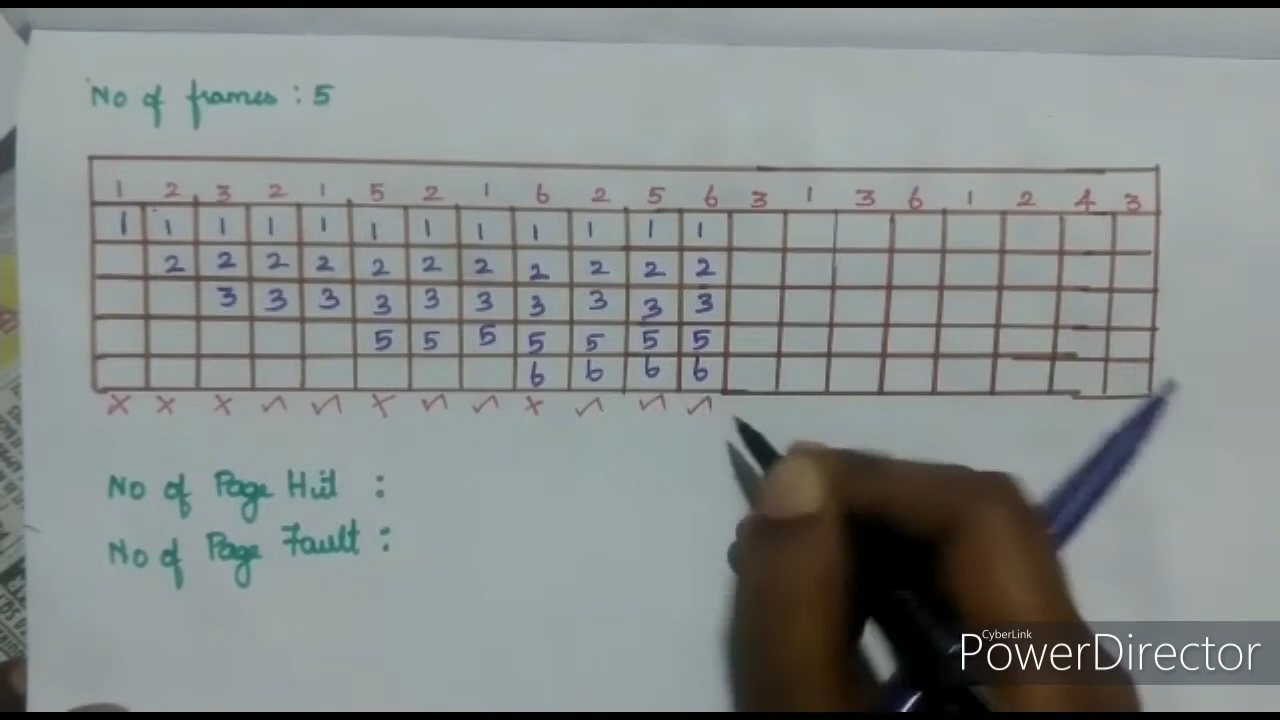 No of frames : 5
1 2 3 2 1 5 2 1 6 2 5 6 3 1 3 6 1 2 4 3
1 1 1 1 1 1 1 1 1 1 1 1
2 2 2 2 2 2 2 2 2 2 2
3 3 3 3 3 3 3 3 3 3
5 5 5 5 5 5 5
6 6 6 6
✗ ✗ ✗ ✓ ✓ ✗ ✓ ✓ ✗ ✓ ✓ ✓
No of Page Hit :
No of Page Fault :
CyberLink
PowerDirector